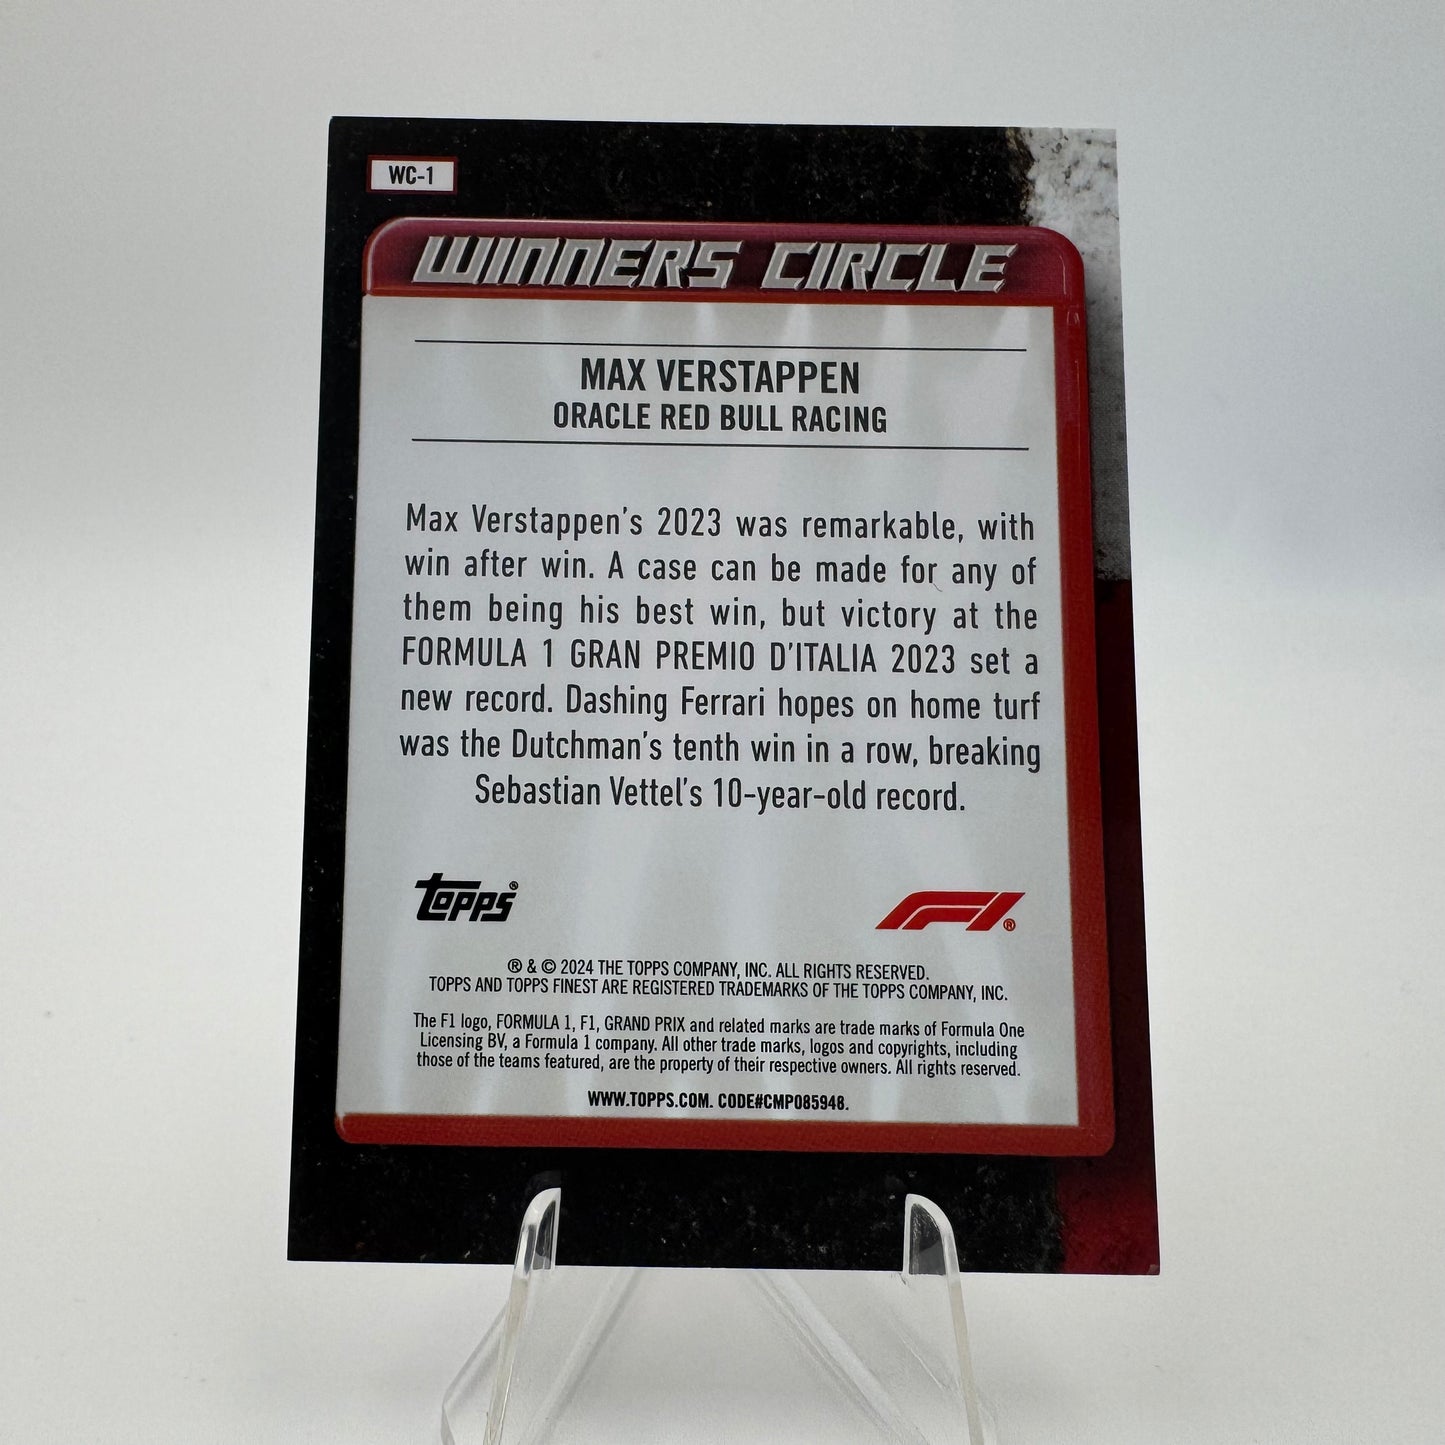 WC-1
WINNERS CIRCLE
MAX VERSTAPPEN
ORACLE RED BULL RACING
Max Verstappen's 2023 was remarkable, with
win after win. A case can be made for any of
them being his best win, but victory at the
FORMULA 1 GRAN PREMIO D'ITALIA 2023 set a
new record. Dashing Ferrari hopes on home turf
was the Dutchman's tenth win in a row, breaking
Sebastian Vettel's 10-year-old record.
TOPPS®
F1®
® & © 2024 THE TOPPS COMPANY, INC. ALL RIGHTS RESERVED.
TOPPS AND TOPPS FINEST ARE REGISTERED TRADEMARKS OF THE TOPPS COMPANY, INC.
The F1 logo, FORMULA 1, F1, GRAND PRIX and related marks are trade marks of Formula One
Licensing BV, a Formula 1 company. All other trade marks, logos and copyrights, including
those of the teams featured, are the property of their respective owners. All rights reserved.
WWW.TOPPS.COM. CODE#CMP085948.